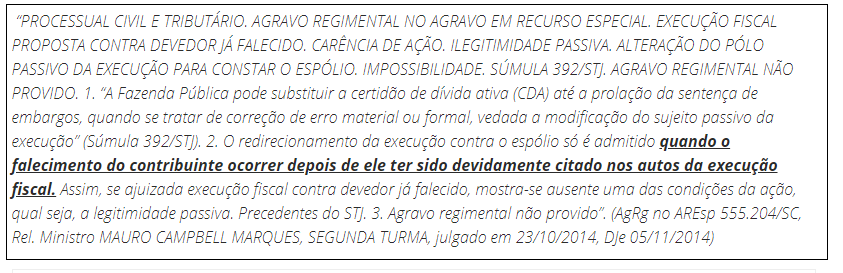 “PROCESSUAL CIVIL E TRIBUTÁRIO. AGRAVO REGIMENTAL NO AGRAVO EM RECURSO ESPECIAL. EXECUÇÃO FISCAL
PROPOSTA CONTRA DEVEDOR JÁ FALECIDO. CARÊNCIA DE AÇÃO. ILEGITIMIDADE PASSIVA. ALTERAÇÃO DO PÓLO
PASSIVO DA EXECUÇÃO PARA CONSTAR O ESPÓLIO. IMPOSSIBILIDADE. SÚMULA 392/STJ. AGRAVO REGIMENTAL NÃO
PROVIDO. 1. “A Fazenda Pública pode substituir a certidão de dívida ativa (CDA) até a prolação da sentença de
embargos, quando se tratar de correção de erro material ou formal, vedada a modificação do sujeito passivo da
execução” (Súmula 392/STJ). 2. O redirecionamento da execução contra o espólio só é admitido quando o
falecimento do contribuinte ocorrer depois de ele ter sido devidamente citado nos autos da execução
fiscal. Assim, se ajuizada execução fiscal contra devedor já falecido, mostra-se ausente uma das condições da ação,
qual seja, a legitimidade passiva. Precedentes do STJ. 3. Agravo regimental não provido”. (AgRg no AREsp 555.204/SC,
Rel. Ministro MAURO CAMPBELL MARQUES, SEGUNDA TURMA, julgado em 23/10/2014, DJe 05/11/2014)